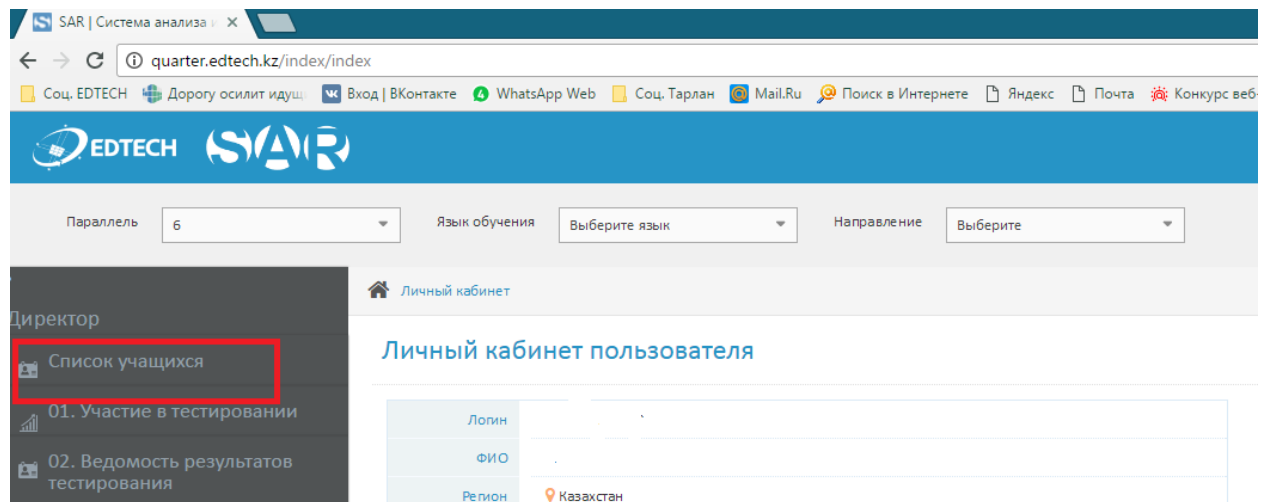 SAR | Система анализа и
quarter.edtech.kz/index/index
Соц. EDTECH Дорогу осилит идущ Вход | ВКонтакте WhatsApp Web Соц. Тарлан Mail.Ru Поиск в Интернете Яндекс Почта Конкурс веб-
EDTECH SAR
Параллель 6 Язык обучения Выберите язык Направление Выберите
Личный кабинет
Директор
Список учащихся
01. Участие в тестировании
02. Ведомость результатов
тестирования
Личный кабинет пользователя
Логин
ФИО
Регион Казахстан